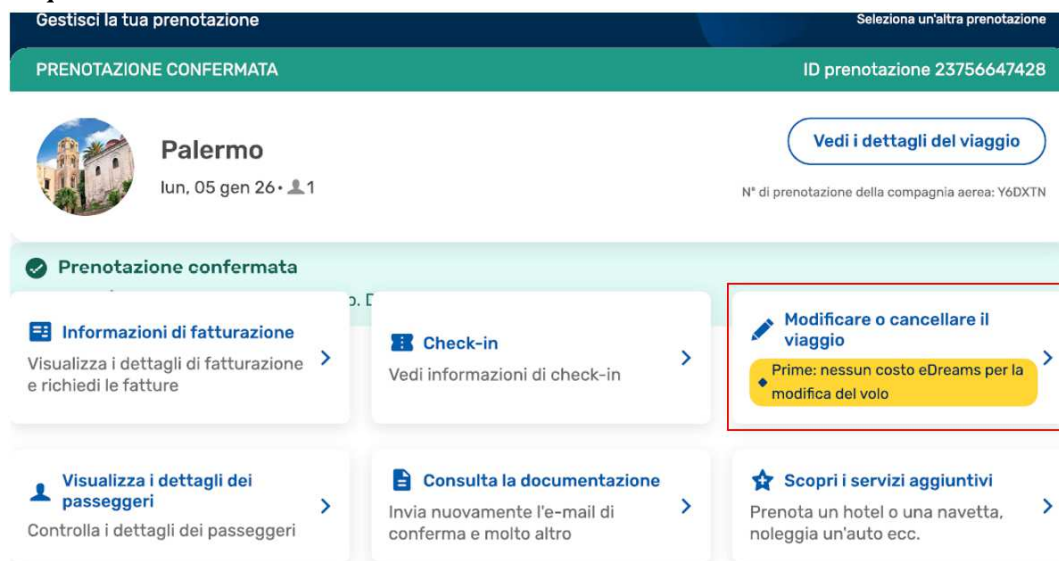 Gestisci la tua prenotazione
Seleziona un'altra prenotazione
PRENOTAZIONE CONFERMATA
ID prenotazione 23756647428
Palermo
lun, 05 gen 26 • 1
Vedi i dettagli del viaggio
N° di prenotazione della compagnia aerea: Y6DXTN
Prenotazione confermata
o. D
Informazioni di fatturazione
Visualizza i dettagli di fatturazione
e richiedi le fatture
Check-in
Vedi informazioni di check-in
Modificare o cancellare il
viaggio
Prime: nessun costo eDreams per la
modifica del volo
Visualizza i dettagli dei
passeggeri
Controlla i dettagli dei passeggeri
Consulta la documentazione
Invia nuovamente l'e-mail di
conferma e molto altro
Scopri i servizi aggiuntivi
Prenota un hotel o una navetta,
noleggia un'auto ecc.